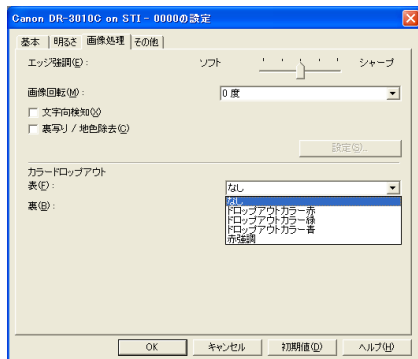 Canon DR-3010C on STI - 0000の設定
基本 明るさ 画像処理 その他
エッジ強調(E): ソフト シャープ
画像回転(M): 0 度
文字向検知(X)
裏写り / 地色除去(C)
設定(S)...
カラードロップアウト
表(F): なし
裏(B):
なし
ドロップアウトカラー赤
ドロップアウトカラー緑
ドロップアウトカラー青
赤強調
OK キャンセル 初期値(D) ヘルプ(H)